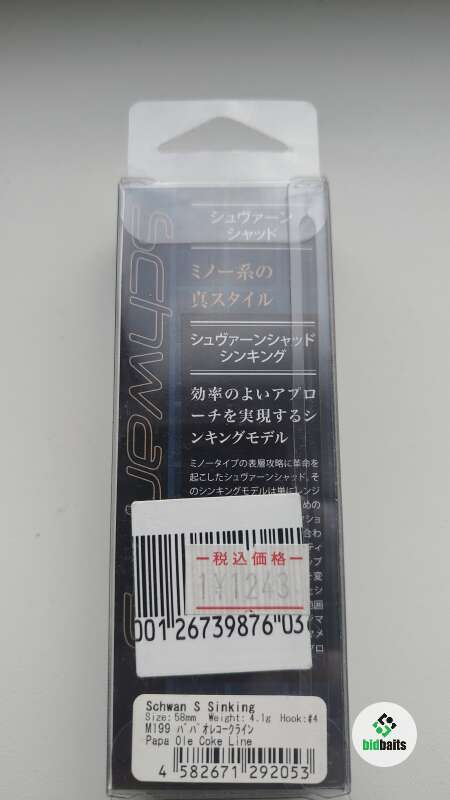 シュヴァーン
シャッド
ミノー系の
真スタイル
schwan
シュヴァーンシャッド
シンキング
効率のよいアプロ
ーチを実現するシ
ンキングモデル
ミノータイプの表層攻略に革命を
起こしたシュヴァーンシャッド。そ
のシンキングモデルは単にレンジ
税込価格
¥1243
001 26739876 03
Schwan S Sinking
Size:58mm Weight:4.1g Hook:#4
M199 パパオレコークライン
Papa Ole Coke Line
4 582671 292053
bidbaits